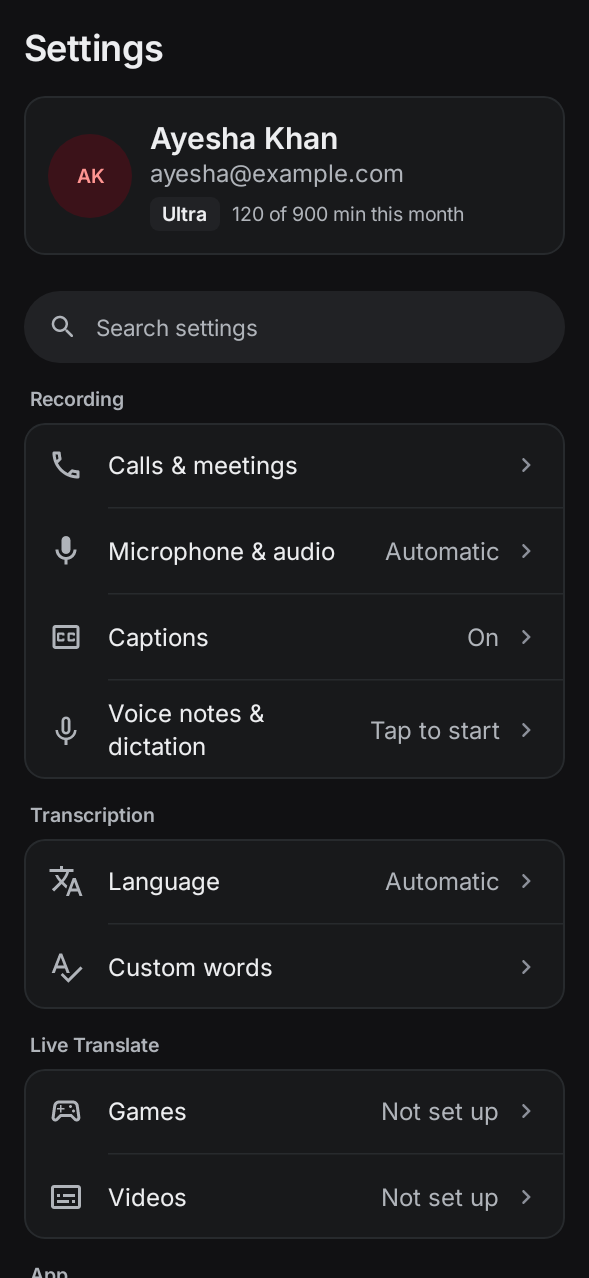 Settings
AK
Ayesha Khan
ayesha@example.com
Ultra 120 of 900 min this month
Search settings
Recording
Calls & meetings
Microphone & audio Automatic
CC
Captions On
Voice notes &
dictation
Tap to start
Transcription
Language Automatic
Custom words
Live Translate
Games Not set up
Videos Not set up
App